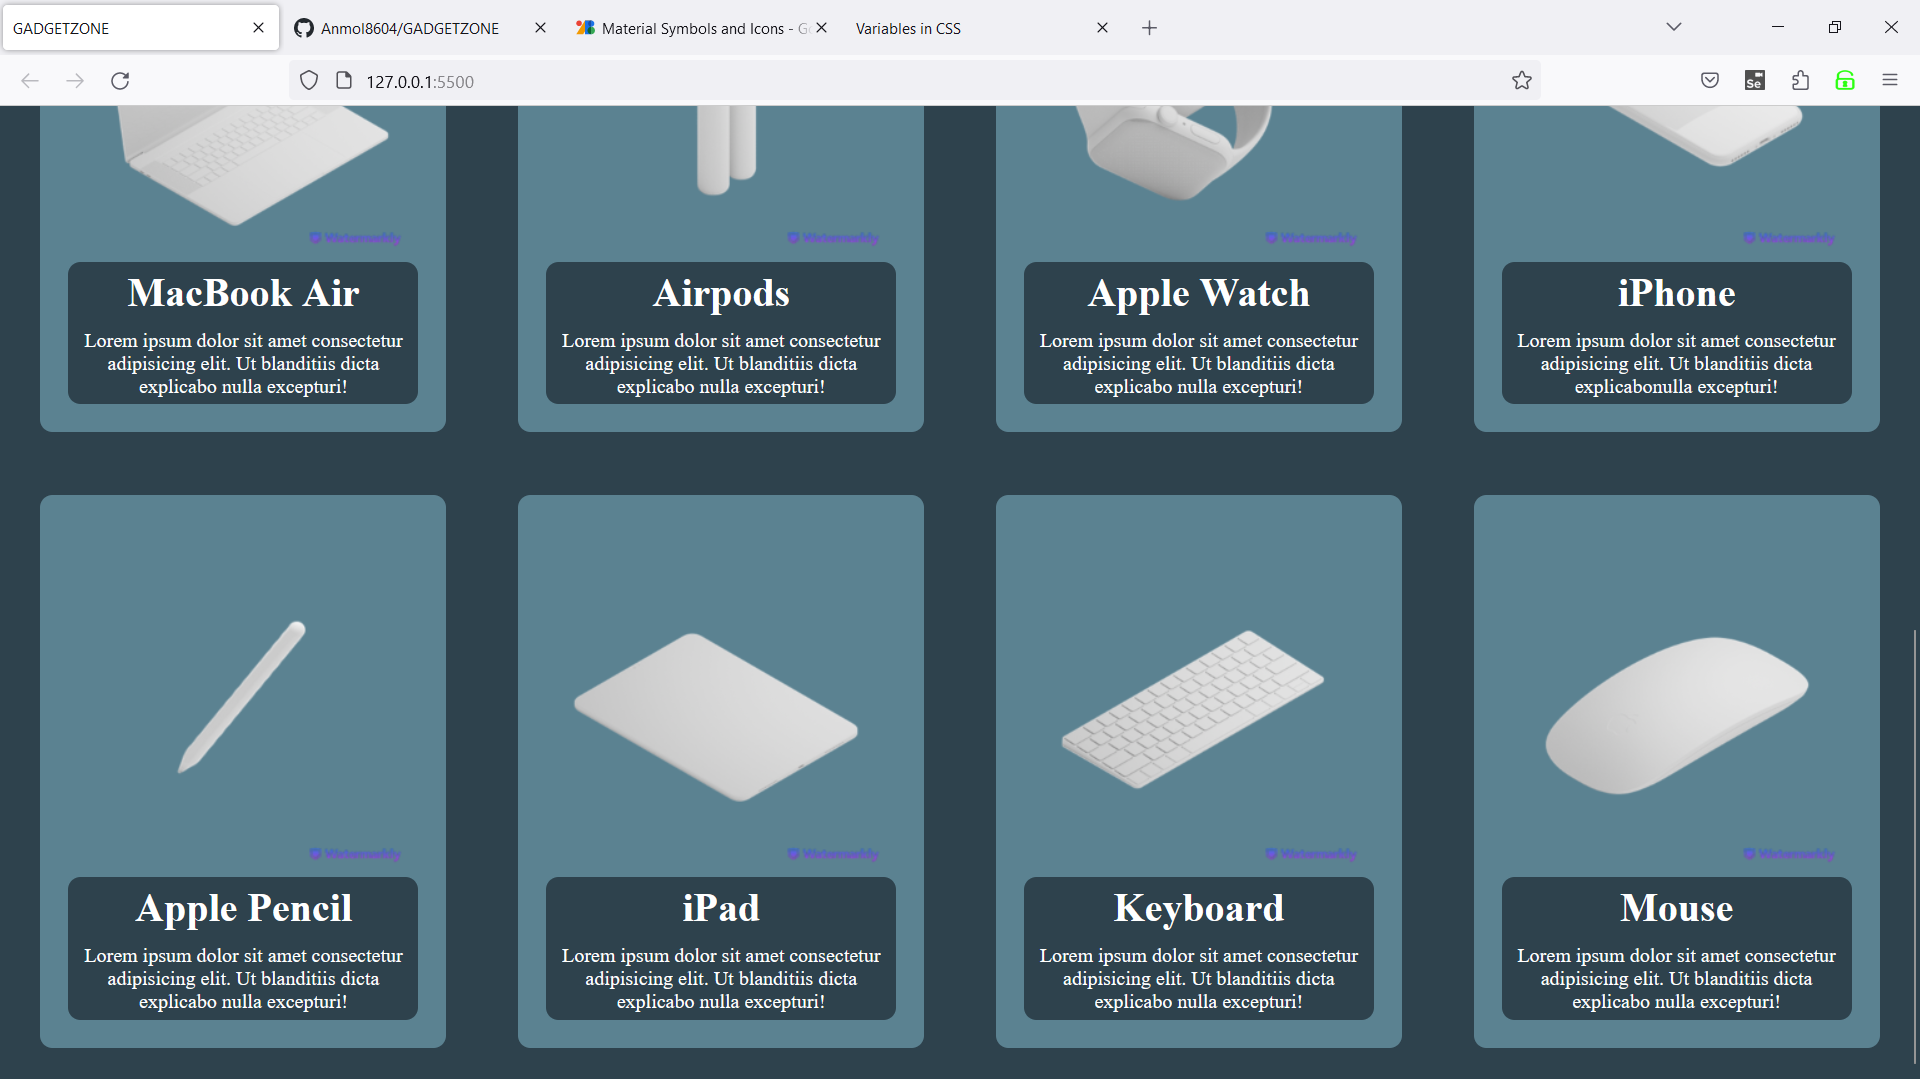 GADGETZONE
Anmol8604/GADGETZONE
Material Symbols and Icons - Go
Variables in CSS
127.0.0.1:5500
Se
Watermarkly Watermarkly Watermarkly Watermarkly
MacBook Air
Lorem ipsum dolor sit amet consectetur
adipisicing elit. Ut blanditiis dicta
explicabo nulla excepturi!
Airpods
Lorem ipsum dolor sit amet consectetur
adipisicing elit. Ut blanditiis dicta
explicabo nulla excepturi!
Apple Watch
Lorem ipsum dolor sit amet consectetur
adipisicing elit. Ut blanditiis dicta
explicabo nulla excepturi!
iPhone
Lorem ipsum dolor sit amet consectetur
adipisicing elit. Ut blanditiis dicta
explicabonulla excepturi!
Watermarkly Watermarkly Watermarkly Watermarkly
Apple Pencil
Lorem ipsum dolor sit amet consectetur
adipisicing elit. Ut blanditiis dicta
explicabo nulla excepturi!
iPad
Lorem ipsum dolor sit amet consectetur
adipisicing elit. Ut blanditiis dicta
explicabo nulla excepturi!
Keyboard
Lorem ipsum dolor sit amet consectetur
adipisicing elit. Ut blanditiis dicta
explicabo nulla excepturi!
Mouse
Lorem ipsum dolor sit amet consectetur
adipisicing elit. Ut blanditiis dicta
explicabo nulla excepturi!